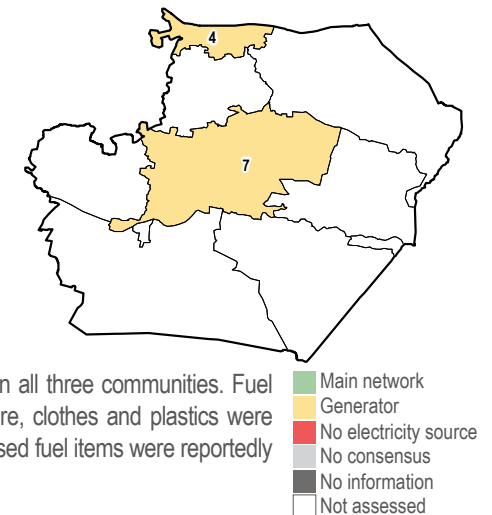 4
7
n all three communities. Fuel
re, clothes and plastics were
sed fuel items were reportedly
Main network
Generator
No electricity source
No consensus
No information
Not assessed